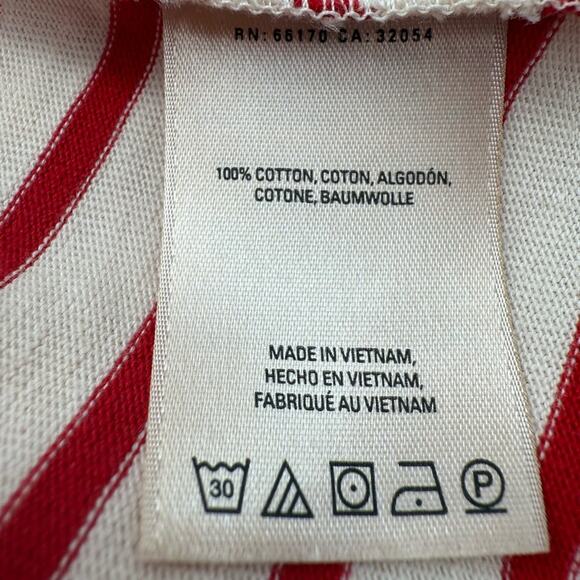 RN: 66170 CA: 32054
100% COTTON, COTON, ALGODÓN,
COTONE, BAUMWOLLE
MADE IN VIETNAM,
HECHO EN VIETNAM,
FABRIQUÉ AU VIETNAM
30
P